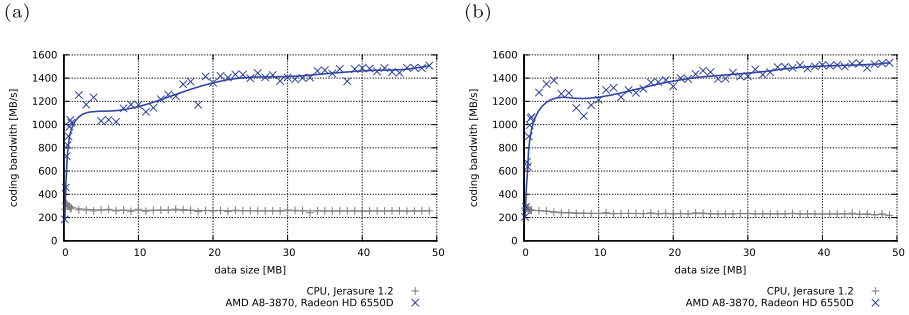 (a)
1600
1400
1200
1000
800
600
400
200
0
coding bandwith [MB/s]
0 10 20 30 40 50
data size [MB]
CPU, Jerasure 1.2
AMD A8-3870, Radeon HD 6550D
(b)
1600
1400
1200
1000
800
600
400
200
0
coding bandwith [MB/s]
0 10 20 30 40 50
data size [MB]
CPU, Jerasure 1.2
AMD A8-3870, Radeon HD 6550D